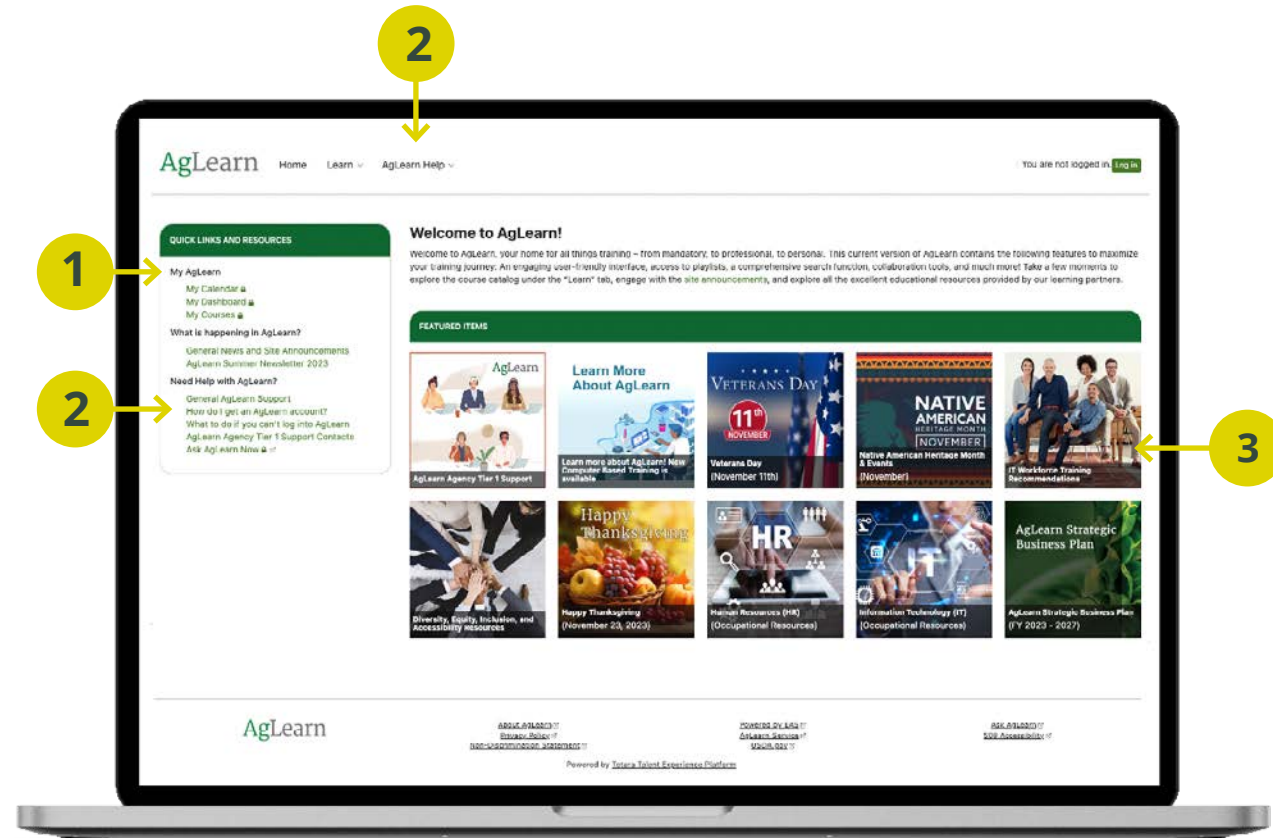 2
AgLearn Home Learn AgLearn Help You are not logged in. Log in
1
QUICK LINKS AND RESOURCES
My AgLearn
My Calendar
My Dashboard
My Courses
What is happening in AgLearn?
General News and Site Announcements
AgLearn Summer Newsletter 2023
Need Help with AgLearn?
2
General AgLearn Support
How do I get an AgLearn account?
What to do if you can't log into AgLearn
AgLearn Agency Tier 1 Support Contacts
Ask AgLearn Now
Welcome to AgLearn!
Welcome to AgLearn, your home for all things training – from mandatory, to professional, to personal. This current version of AgLearn contains the following features to maximize
your training journey: An engaging user-friendly interface, access to playlists, a comprehensive search function, collaboration tools, and much more! Take a few moments to
explore the course catalog under the "Learn" tab, engage with the site announcements, and explore all the excellent educational resources provided by our learning partners.
FEATURED ITEMS
AgLearn
AgLearn Agency Tier 1 Support
Learn More
About AgLearn
Learn more about AgLearn! New
Computer Based Training is
available
VETERANS DAY
11th
NOVEMBER
Veterans Day
(November 11th)
NATIVE
AMERICAN
HERITAGE MONTH
NOVEMBER
Native American Heritage Month
& Events
(November)
IT Workforce Training
Recommendations
3
Diversity, Equity, Inclusion, and
Accessibility Resources
Happy
Thanksgiving
Happy Thanksgiving
(November 23, 2023)
HR
Human Resources (HR)
(Occupational Resources)
IT
Information Technology (IT)
(Occupational Resources)
AgLearn Strategic
Business Plan
AgLearn Strategic Business Plan
(FY 2023 - 2027)
AgLearn
About AgLearn
Privacy Policy
Non-Discrimination Statement
Powered by EAS
AgLearn Service
USDA.gov
Ask AgLearn
508 Accessibility
Powered by Totara Talent Experience Platform